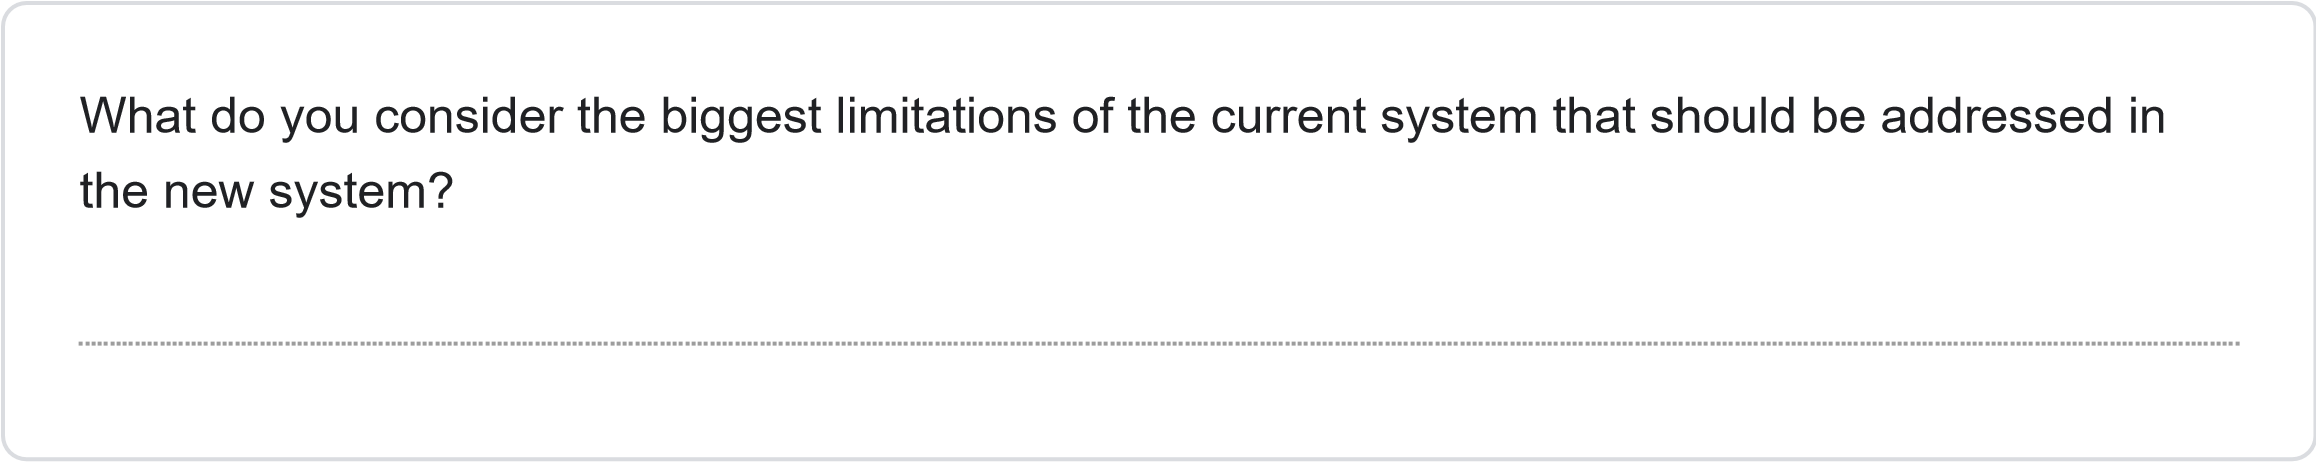 What do you consider the biggest limitations of the current system that should be addressed in
the new system?